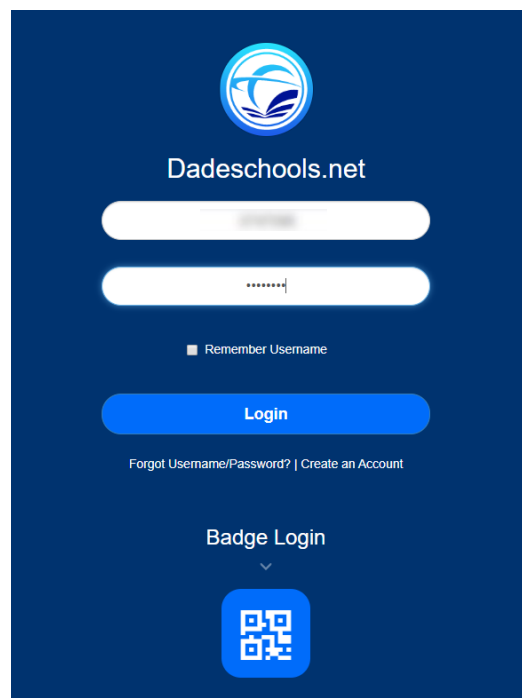 Dadeschools.net
••••••••
Remember Username
Login
Forgot Username/Password? | Create an Account
Badge Login